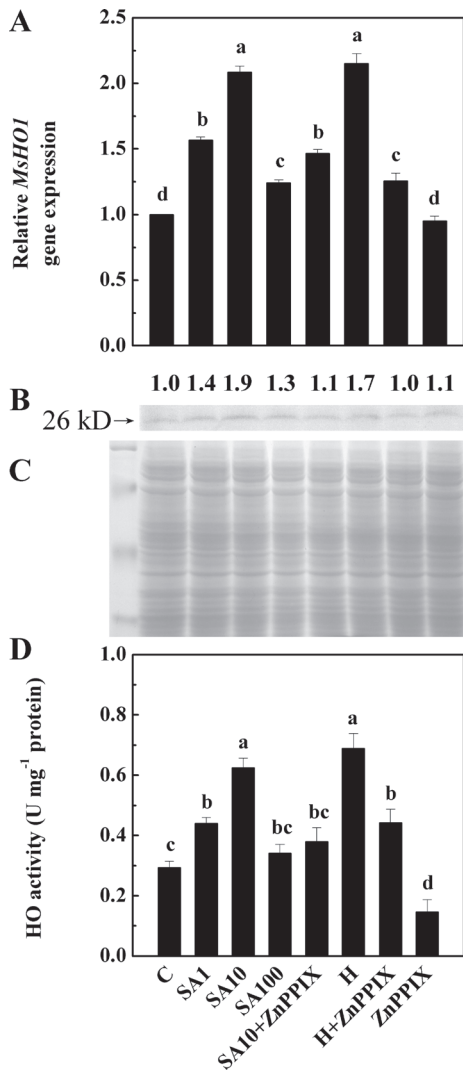 A
Relative MsHO1
gene expression
2.5
2.0
1.5
1.0
0.5
0.0
d
b
a
c
b
a
c
d
1.0 1.4 1.9 1.3 1.1 1.7 1.0 1.1
B
26 kD→
C
D
HO activity (U mg⁻¹ protein)
1.0
0.8
0.6
0.4
0.2
0.0
c
b
a
bc
bc
a
b
d
C
SA1
SA10
SA100
SA10+ZnPPIX
H
H+ZnPPIX
ZnPPIX